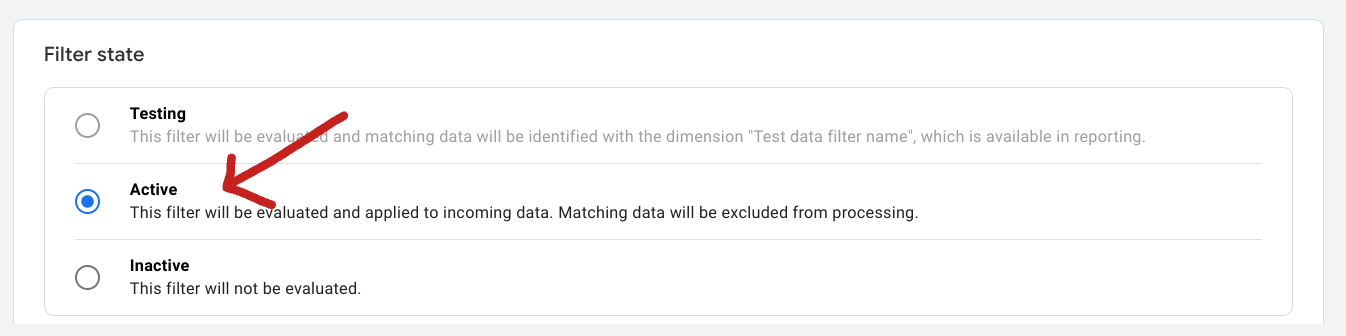 Filter state
Testing
This filter will be evaluated and matching data will be identified with the dimension "Test data filter name", which is available in reporting.
Active
This filter will be evaluated and applied to incoming data. Matching data will be excluded from processing.
Inactive
This filter will not be evaluated.